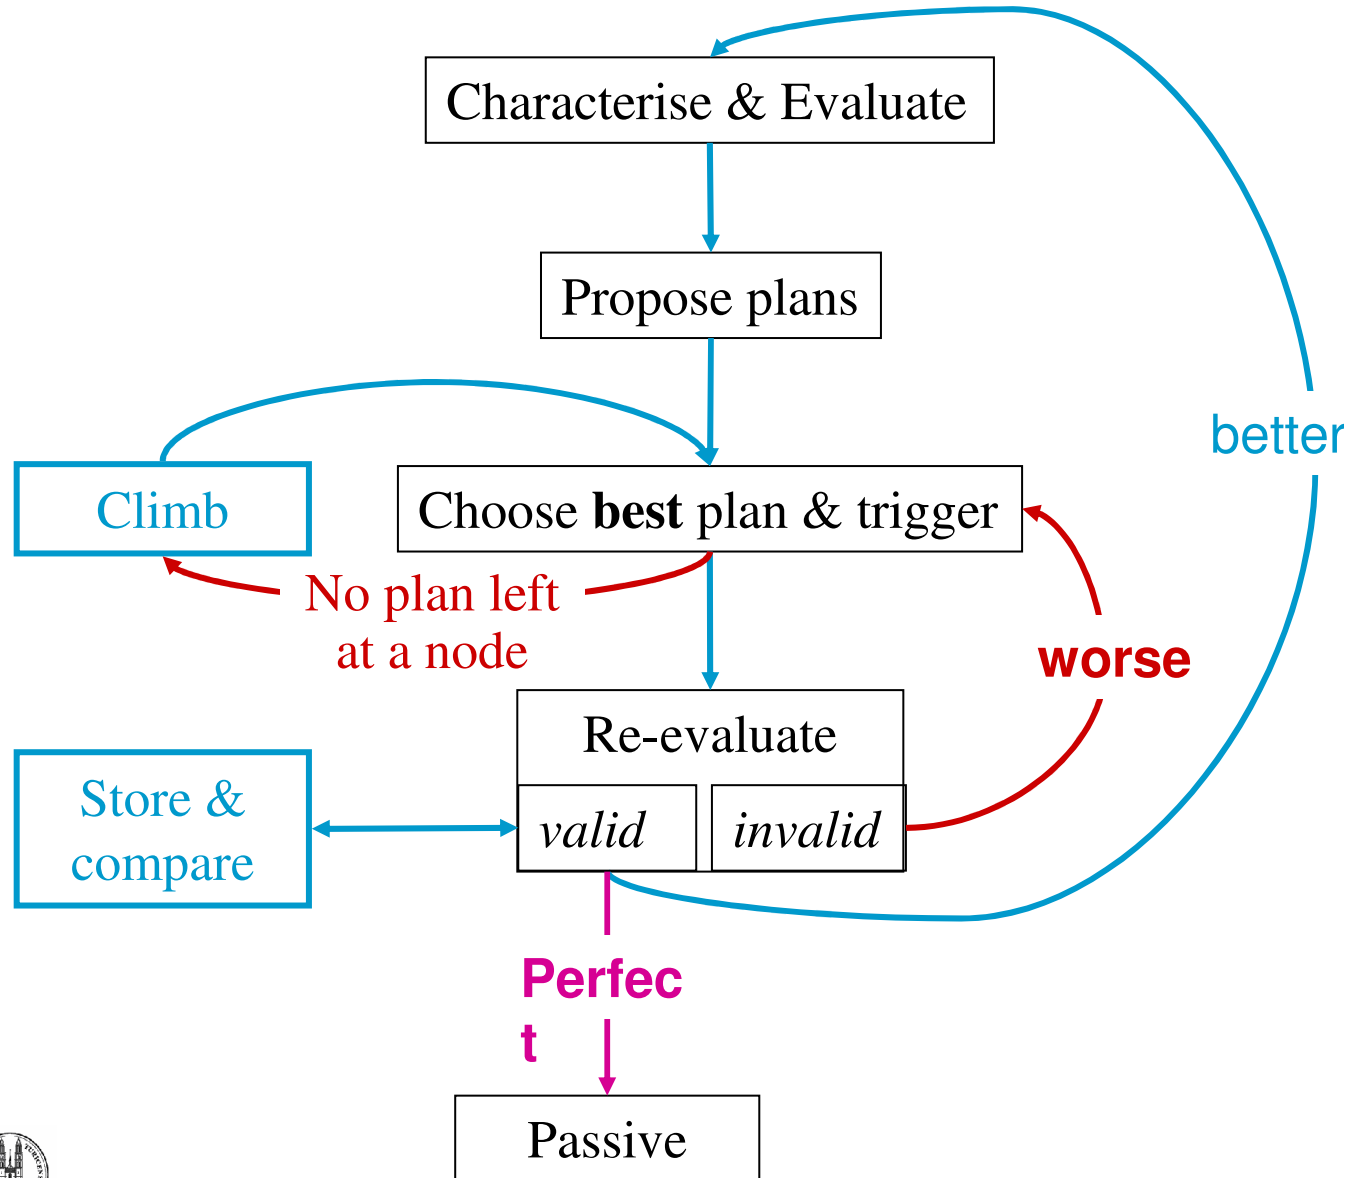 Characterise & Evaluate
Propose plans
better
Climb
Choose best plan & trigger
No plan left
at a node
worse
Re-evaluate
Store &
compare
valid
invalid
Perfec
t
Passive